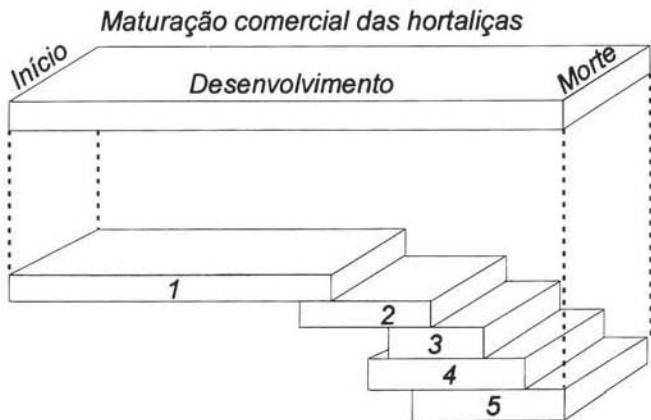 Maturação comercial das hortaliças
Início
Desenvolvimento
Morte
1
2
3
4
5